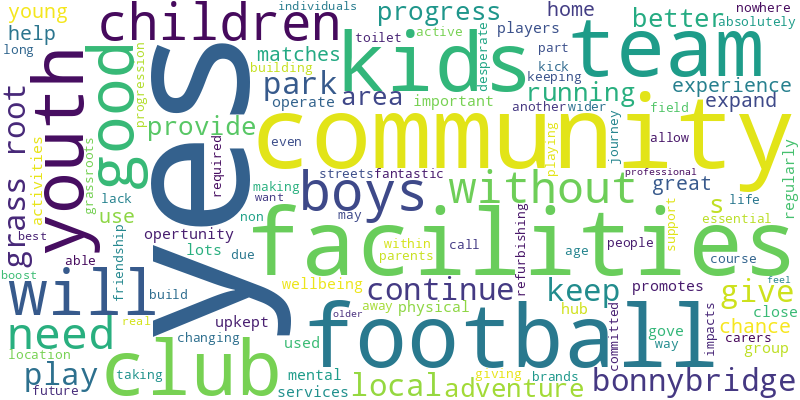 young
children
individuals
progress
home
nowhere
help
kids
players
better
absolutely
long
toilet
active
desperate
part
team
youth
good
progression
matches
building
park
area
kick
keeping
running
experience
operate
important
another
wider
field
expand
grass root
provide
community
journey
allow
playing
activities
grassroots
yes
required
even
streets
fantastic
professional
lack
making
want
boys
without
great
regularly
use
non
may
s
life
best
opertunity
essential
able
friendship
lots
due
facilities
within
parents
call
refurbishing
age
people
support
course
feel
boost
will
build
wellbeing
continue
keep
promotes
give
close
real
upkept
football
away
physical
hub
committed
chance
need
changing
older
gove
way
impacts
carers
group
location
club
used
play
taking
mental
services
local
adventure
giving
brands
bonnybridge
future